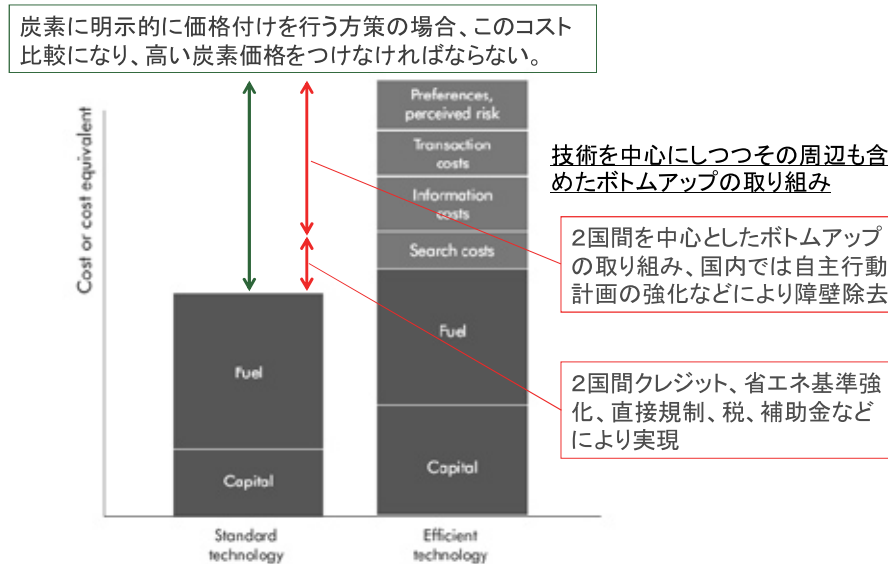 炭素に明示的に価格付けを行う方策の場合、このコスト
比較になり、高い炭素価格をつけなければならない。
Cost or cost equivalent
Preferences,
perceived risk
Transaction
costs
Information
costs
Search costs
Fuel
Capital
Fuel
Capital
Standard
technology
Efficient
technology
技術を中心にしつつその周辺も含
めたボトムアップの取り組み
2国間を中心としたボトムアップ
の取り組み、国内では自主行動
計画の強化などにより障壁除去
2国間クレジット、省エネ基準強
化、直接規制、税、補助金など
により実現